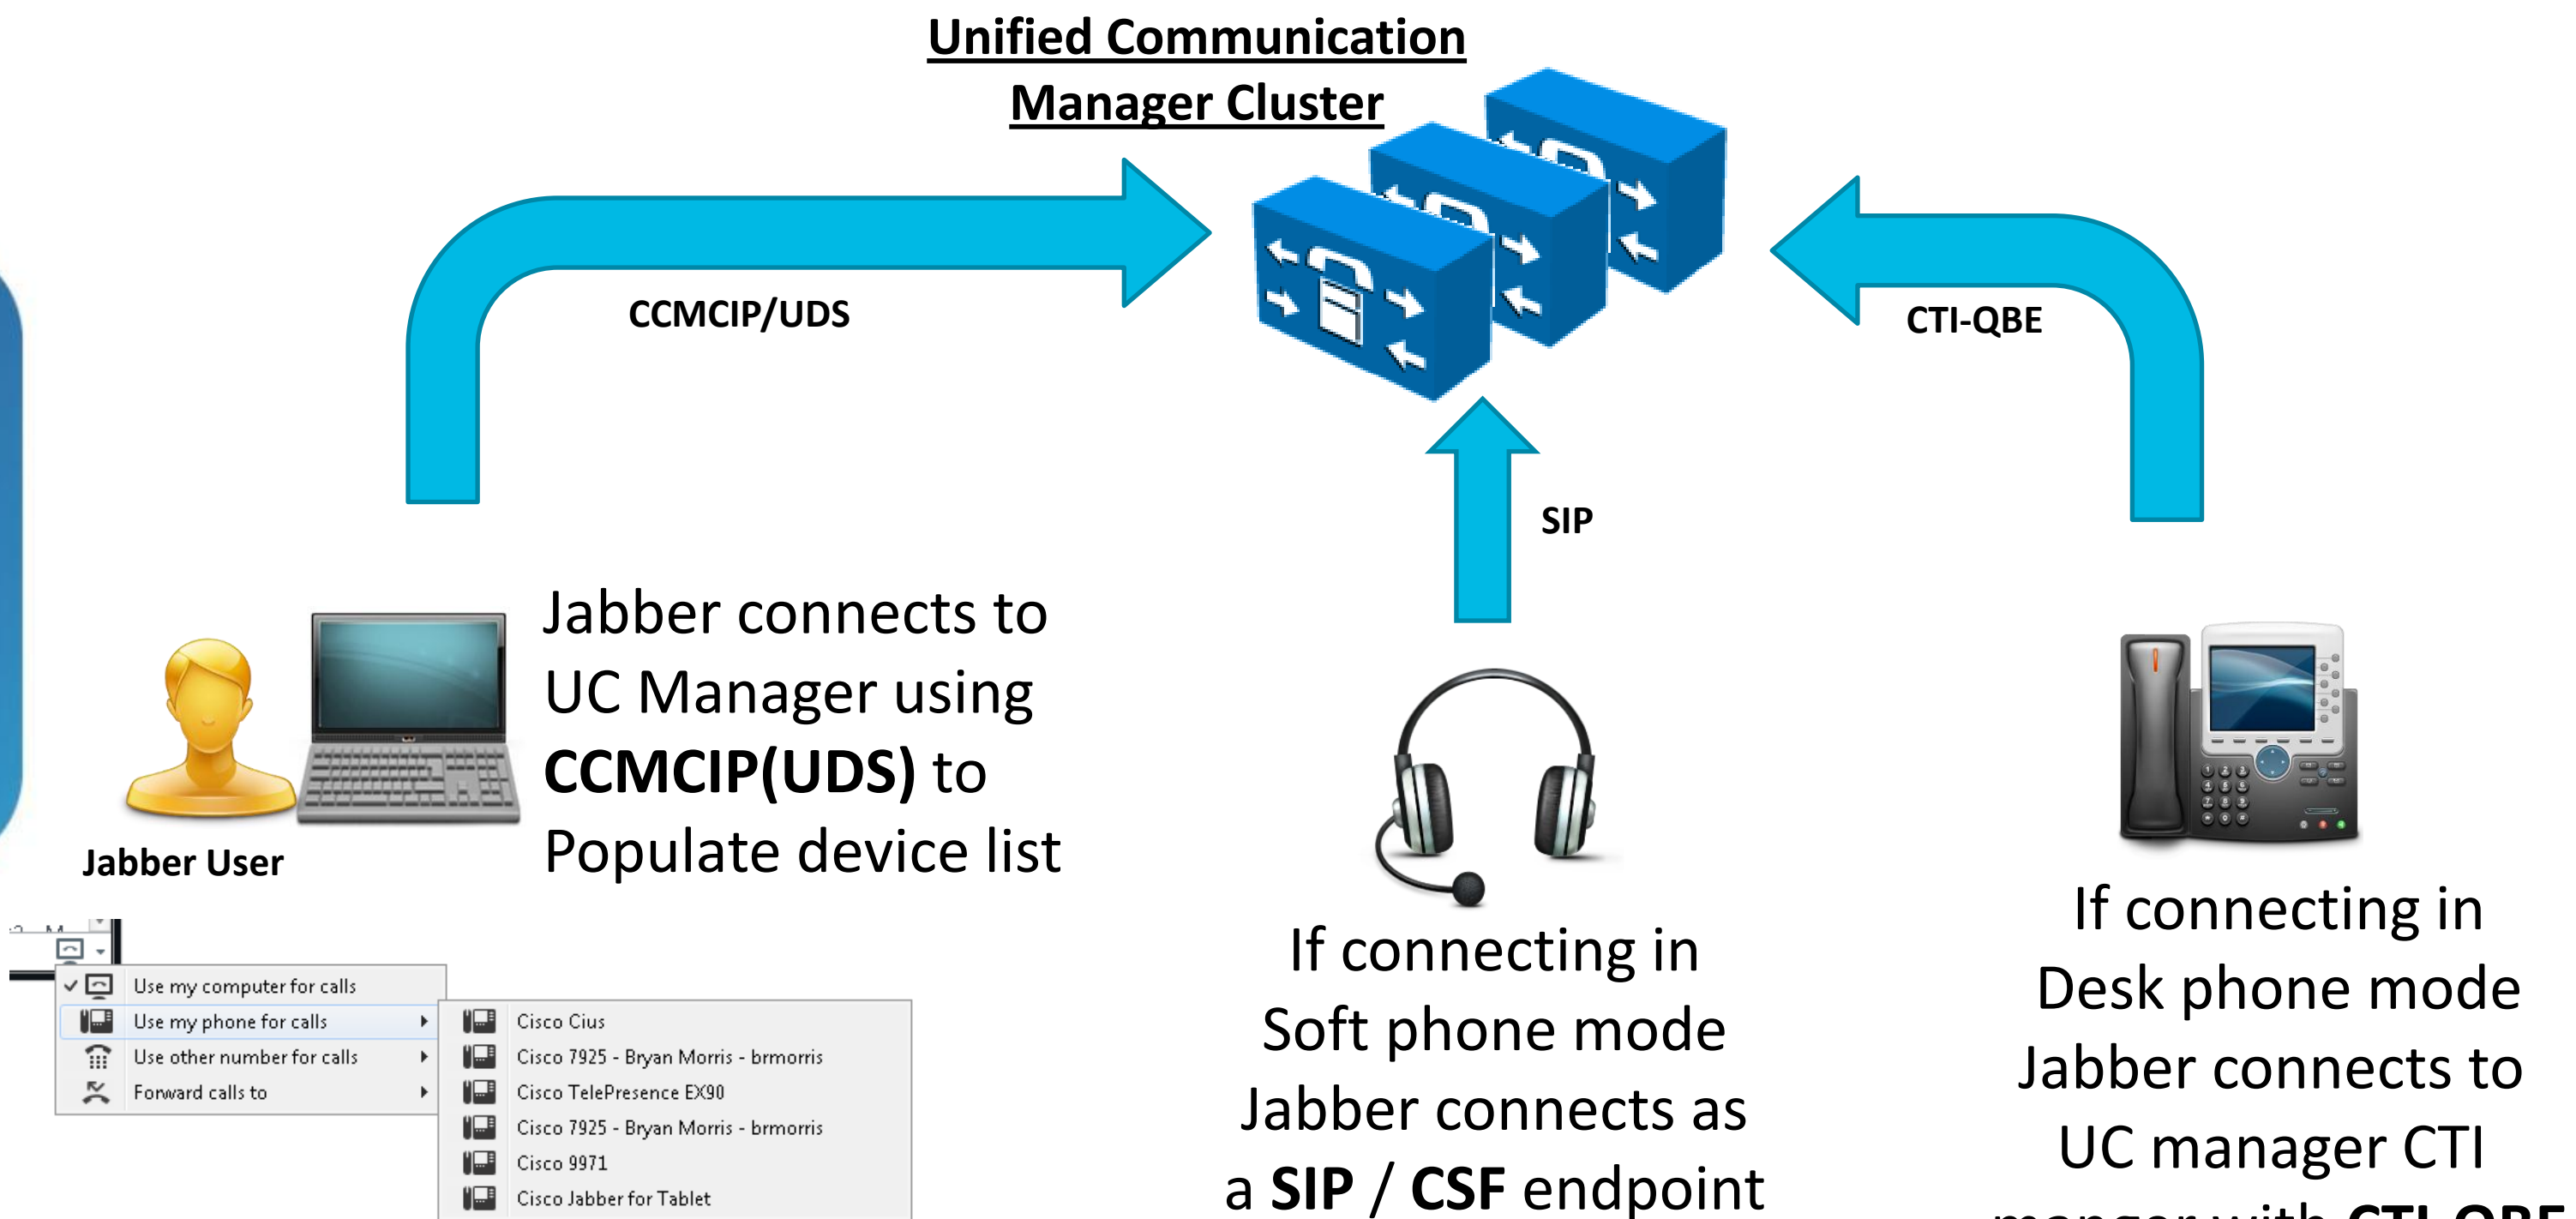 Unified Communication
Manager Cluster
CCMCIP/UDS
CTI-QBE
SIP
Jabber connects to
UC Manager using
CCMCIP(UDS) to
Populate device list
Jabber User
Use my computer for calls
Use my phone for calls
Use other number for calls
Forward calls to
Cisco Cius
Cisco 7925 - Bryan Morris - brmorris
Cisco TelePresence EX90
Cisco 7925 - Bryan Morris - brmorris
Cisco 9971
Cisco Jabber for Tablet
If connecting in
Soft phone mode
Jabber connects as
a SIP / CSF endpoint
If connecting in
Desk phone mode
Jabber connects to
UC manager CTI
manger with CTI-QBE